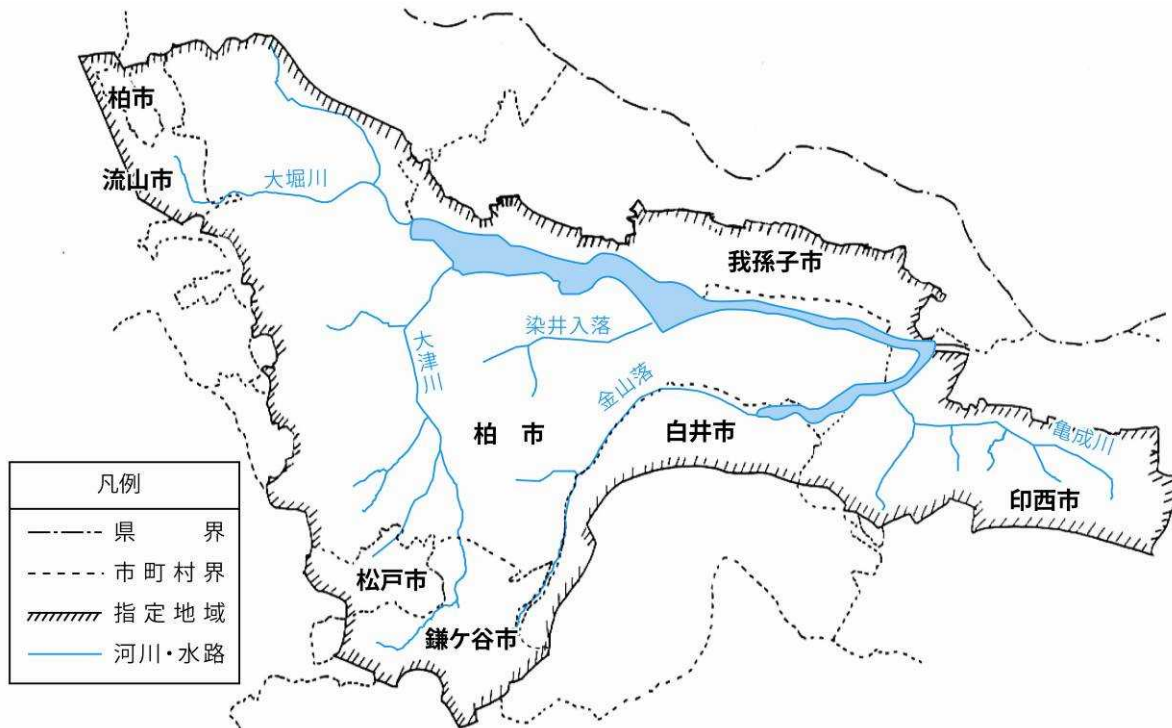 柏市
流山市
大堀川
我孫子市
染井入落
大津川
金山落
柏 市
白井市
亀成川
印西市
松戸市
鎌ケ谷市
凡例
県 界
市町村界
指定地域
河川・水路